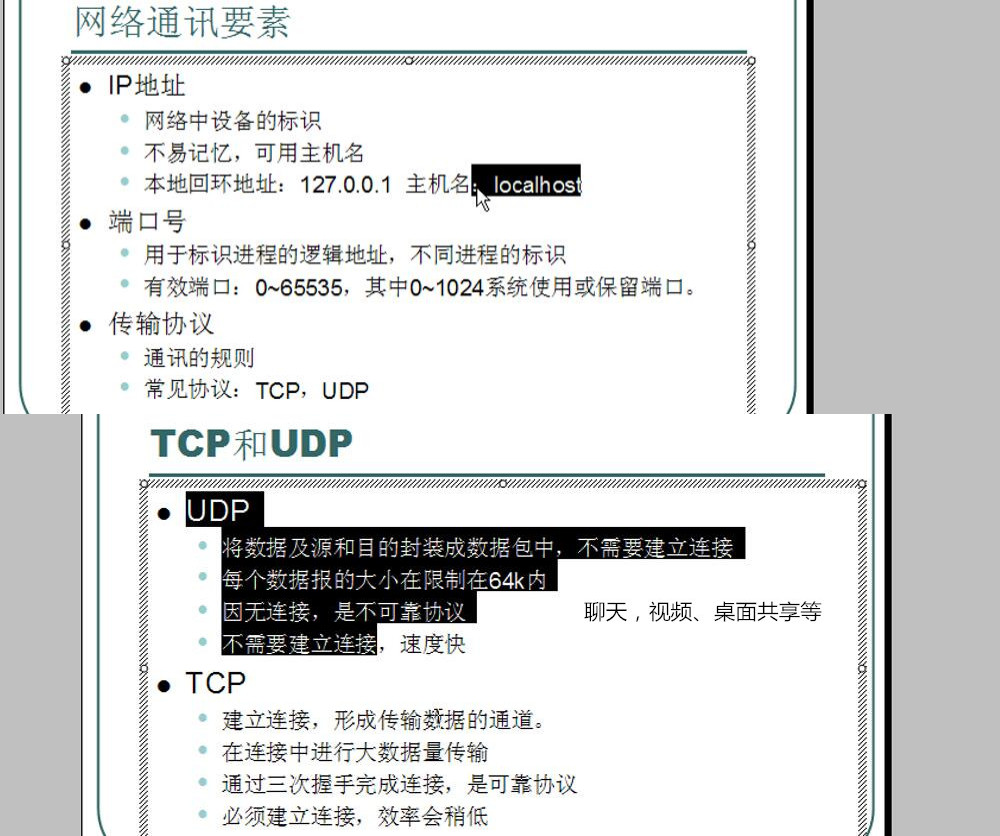 网络通讯要素
IP地址
网络中设备的标识
不易记忆，可用主机名
本地回环地址：127.0.0.1 主机名：localhost
端口号
用于标识进程的逻辑地址，不同进程的标识
有效端口：0~65535，其中0~1024系统使用或保留端口。
传输协议
通讯的规则
常见协议：TCP，UDP
TCP和UDP
UDP
将数据及源和目的封装成数据包中，不需要建立连接
每个数据报的大小在限制在64k内
因无连接，是不可靠协议 聊天，视频、桌面共享等
不需要建立连接，速度快
TCP
建立连接，形成传输数据的通道。
在连接中进行大数据量传输
通过三次握手完成连接，是可靠协议
必须建立连接，效率会稍低